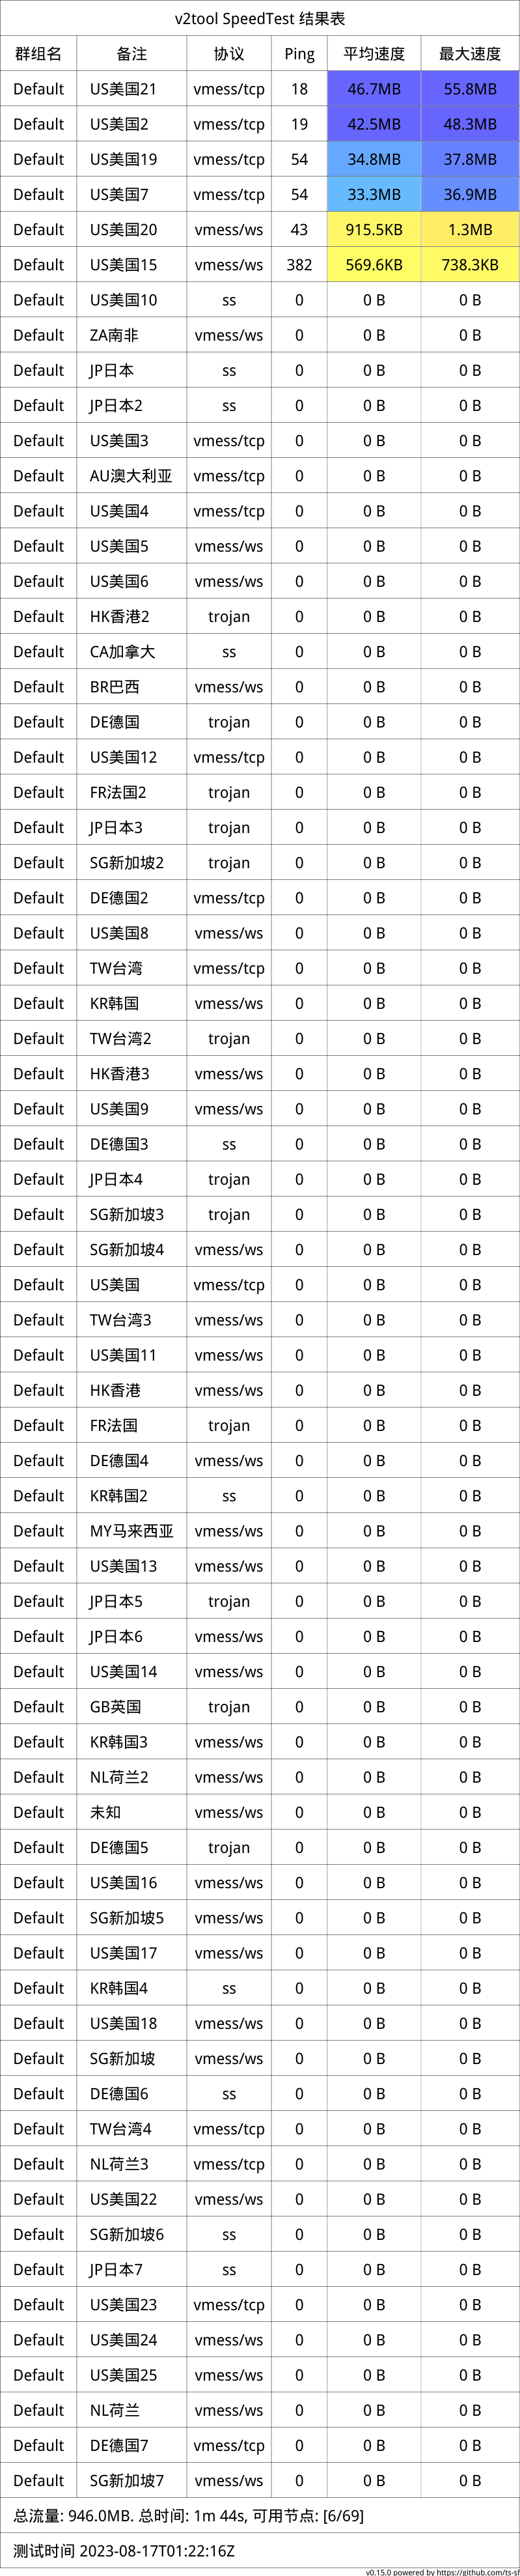 v2tool SpeedTest 结果表
群组名 备注 协议 Ping 平均速度 最大速度
Default US美国21 vmess/tcp 18 46.7MB 55.8MB
Default US美国2 vmess/tcp 19 42.5MB 48.3MB
Default US美国19 vmess/tcp 54 34.8MB 37.8MB
Default US美国7 vmess/tcp 54 33.3MB 36.9MB
Default US美国20 vmess/ws 43 915.5KB 1.3MB
Default US美国15 vmess/ws 382 569.6KB 738.3KB
Default US美国10 ss 0 0 B 0 B
Default ZA南非 vmess/ws 0 0 B 0 B
Default JP日本 ss 0 0 B 0 B
Default JP日本2 ss 0 0 B 0 B
Default US美国3 vmess/tcp 0 0 B 0 B
Default AU澳大利亚 vmess/tcp 0 0 B 0 B
Default US美国4 vmess/tcp 0 0 B 0 B
Default US美国5 vmess/ws 0 0 B 0 B
Default US美国6 vmess/ws 0 0 B 0 B
Default HK香港2 trojan 0 0 B 0 B
Default CA加拿大 ss 0 0 B 0 B
Default BR巴西 vmess/ws 0 0 B 0 B
Default DE德国 trojan 0 0 B 0 B
Default US美国12 vmess/tcp 0 0 B 0 B
Default FR法国2 trojan 0 0 B 0 B
Default JP日本3 trojan 0 0 B 0 B
Default SG新加坡2 trojan 0 0 B 0 B
Default DE德国2 vmess/tcp 0 0 B 0 B
Default US美国8 vmess/ws 0 0 B 0 B
Default TW台湾 vmess/tcp 0 0 B 0 B
Default KR韩国 vmess/ws 0 0 B 0 B
Default TW台湾2 trojan 0 0 B 0 B
Default HK香港3 vmess/ws 0 0 B 0 B
Default US美国9 vmess/ws 0 0 B 0 B
Default DE德国3 ss 0 0 B 0 B
Default JP日本4 trojan 0 0 B 0 B
Default SG新加坡3 trojan 0 0 B 0 B
Default SG新加坡4 vmess/ws 0 0 B 0 B
Default US美国 vmess/tcp 0 0 B 0 B
Default TW台湾3 vmess/ws 0 0 B 0 B
Default US美国11 vmess/ws 0 0 B 0 B
Default HK香港 vmess/ws 0 0 B 0 B
Default FR法国 trojan 0 0 B 0 B
Default DE德国4 vmess/ws 0 0 B 0 B
Default KR韩国2 ss 0 0 B 0 B
Default MY马来西亚 vmess/ws 0 0 B 0 B
Default US美国13 vmess/ws 0 0 B 0 B
Default JP日本5 trojan 0 0 B 0 B
Default JP日本6 vmess/ws 0 0 B 0 B
Default US美国14 vmess/ws 0 0 B 0 B
Default GB英国 trojan 0 0 B 0 B
Default KR韩国3 vmess/ws 0 0 B 0 B
Default NL荷兰2 vmess/ws 0 0 B 0 B
Default 未知 vmess/ws 0 0 B 0 B
Default DE德国5 trojan 0 0 B 0 B
Default US美国16 vmess/ws 0 0 B 0 B
Default SG新加坡5 vmess/ws 0 0 B 0 B
Default US美国17 vmess/ws 0 0 B 0 B
Default KR韩国4 ss 0 0 B 0 B
Default US美国18 vmess/ws 0 0 B 0 B
Default SG新加坡 vmess/ws 0 0 B 0 B
Default DE德国6 ss 0 0 B 0 B
Default TW台湾4 vmess/tcp 0 0 B 0 B
Default NL荷兰3 vmess/tcp 0 0 B 0 B
Default US美国22 vmess/ws 0 0 B 0 B
Default SG新加坡6 ss 0 0 B 0 B
Default JP日本7 ss 0 0 B 0 B
Default US美国23 vmess/tcp 0 0 B 0 B
Default US美国24 vmess/ws 0 0 B 0 B
Default US美国25 vmess/ws 0 0 B 0 B
Default NL荷兰 vmess/ws 0 0 B 0 B
Default DE德国7 vmess/tcp 0 0 B 0 B
Default SG新加坡7 vmess/ws 0 0 B 0 B
总流量: 946.0MB. 总时间: 1m 44s, 可用节点: [6/69]
测试时间 2023-08-17T01:22:16Z
v0.15.0 powered by https://github.com/ts-sf